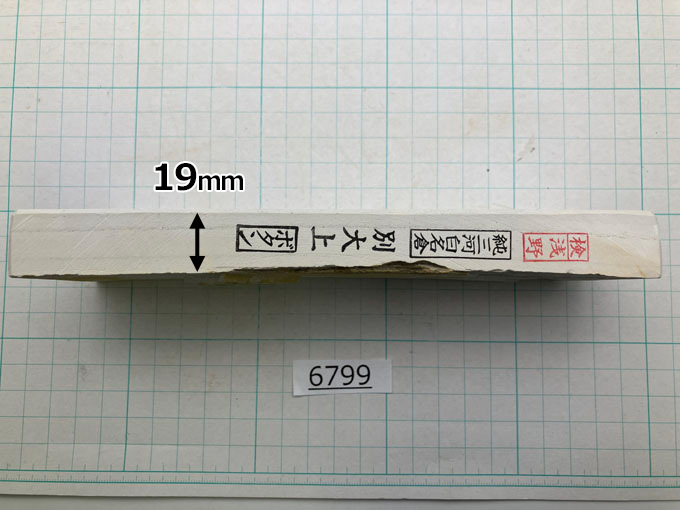 19mm
検浅野
純三河白名倉
別大上
ボタン
6799